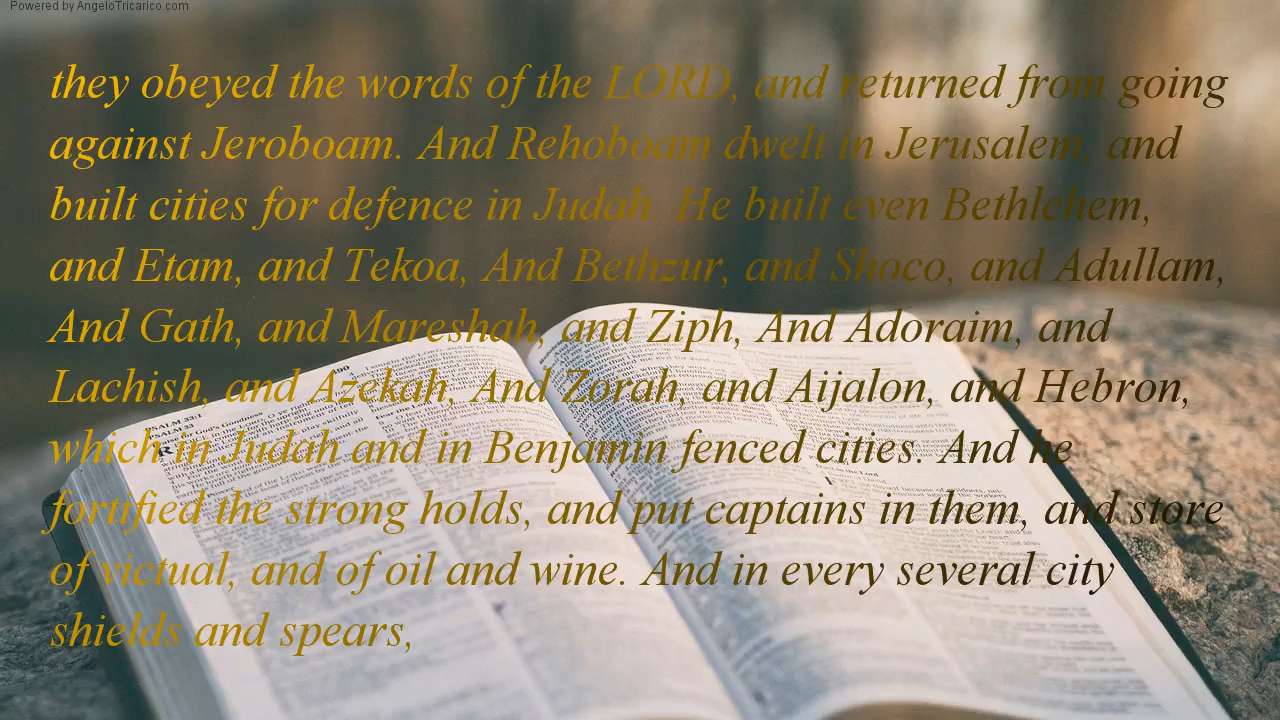 Powered by AngeloTricarico.com
they obeyed the words of the LORD, and returned from going
against Jeroboam. And Rehoboam dwelt in Jerusalem, and
built cities for defence in Judah. He built even Bethlehem,
and Etam, and Tekoa, And Bethzur, and Shoco, and Adullam,
And Gath, and Mareshah, and Ziph, And Adoraim, and
Lachish, and Azekah, And Zorah, and Aijalon, and Hebron,
which in Judah and in Benjamin fenced cities. And he
fortified the strong holds, and put captains in them, and store
of victual, and of oil and wine. And in every several city
shields and spears,